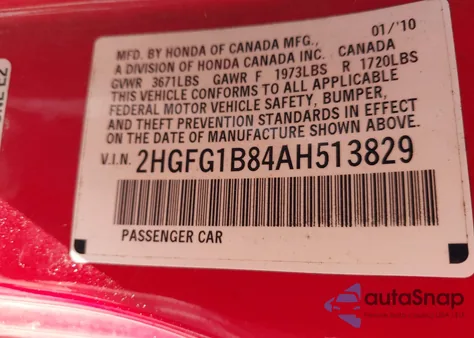 MFD. BY HONDA OF CANADA MFG., 01/'10
A DIVISION OF HONDA CANADA INC. CANADA
GVWR 3671LBS GAWR F 1973LBS R 1720LBS
THIS VEHICLE CONFORMS TO ALL APPLICABLE
FEDERAL MOTOR VEHICLE SAFETY, BUMPER,
AND THEFT PREVENTION STANDARDS IN EFFECT
ON THE DATE OF MANUFACTURE SHOWN ABOVE.
V.I.N. 2HGFG1B84AH513829
PASSENGER CAR
autoSnap